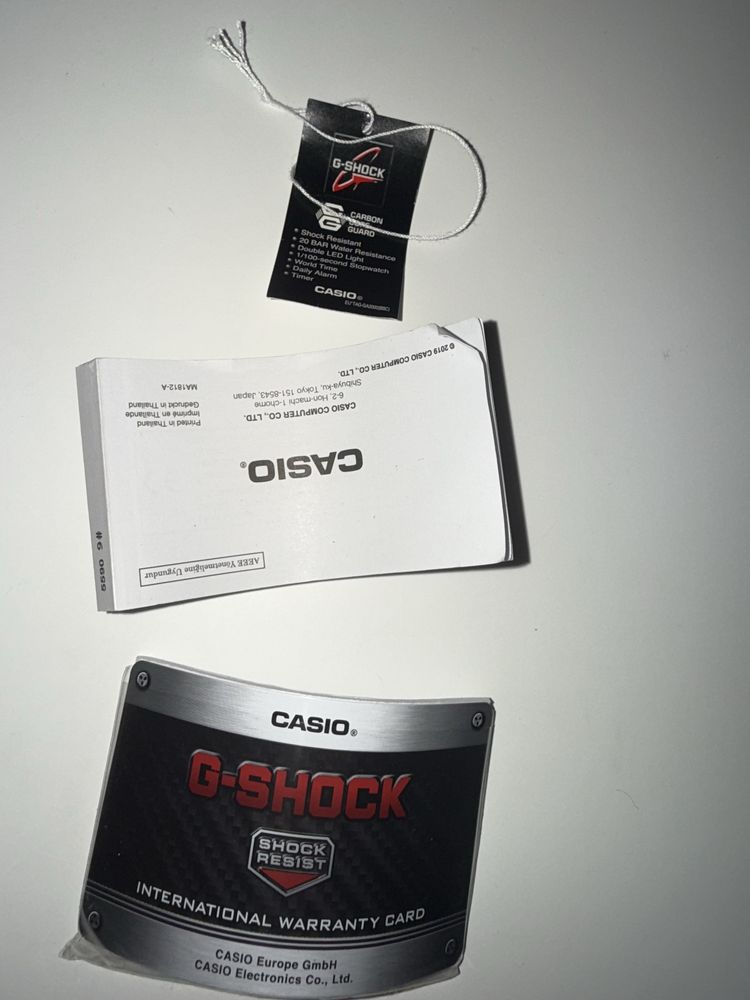 G-SHOCK
CARBON
CORE
GUARD
• Shock Resistant
• 20 BAR Water Resistance
• Double LED Light
• 1/100-second Stopwatch
• World Time
• Daily Alarm
• Timer
CASIO®
AEEE Yönetmeliğine Uygundur
CASIO®
CASIO COMPUTER CO., LTD.
6-2, Hon-machi 1-chome
Shibuya-ku, Tokyo 151-8543, Japan
Printed in Thailand
Imprimé en Thaïlande
Gedruckt in Thailand
MA1812-A
© 2019 CASIO COMPUTER CO., LTD.
#6 0659
CASIO®
G-SHOCK
SHOCK
RESIST
INTERNATIONAL WARRANTY CARD
CASIO Europe GmbH
CASIO Electronics Co., Ltd.